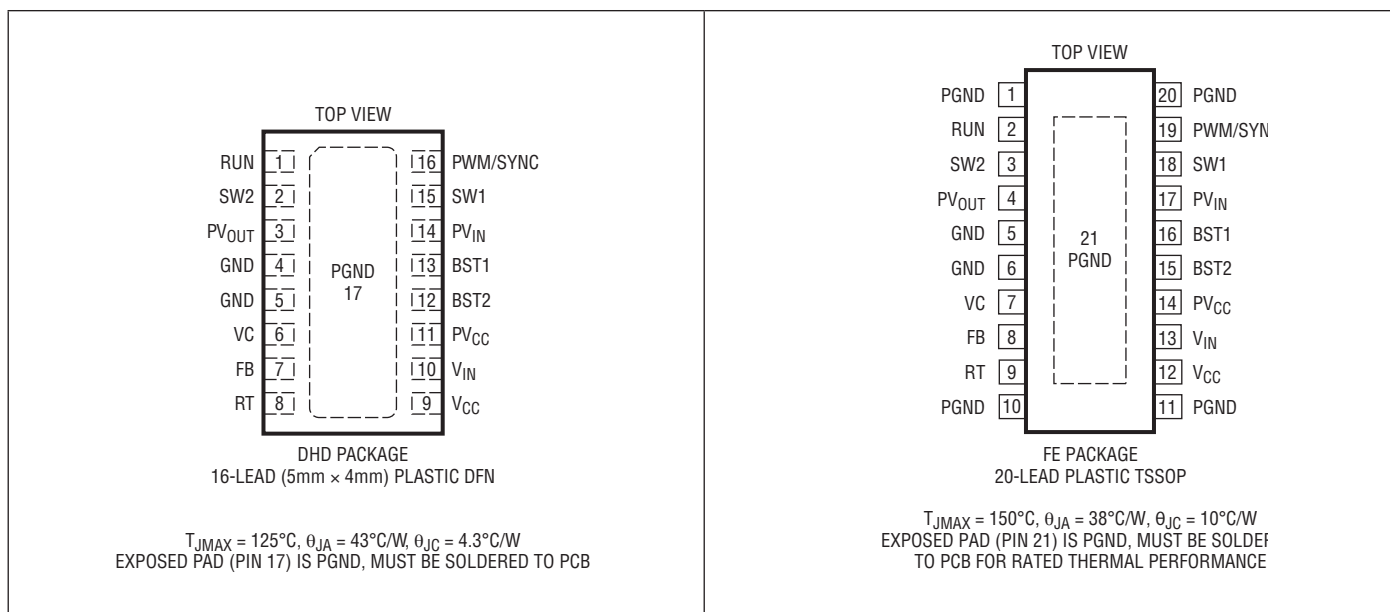 TOP VIEW
RUN 1
SW2 2
PVOUT 3
GND 4
GND 5
VC 6
FB 7
RT 8
PGND
17
16 PWM/SYNC
15 SW1
14 PVIN
13 BST1
12 BST2
11 PVCC
10 VIN
9 VCC
DHD PACKAGE
16-LEAD (5mm × 4mm) PLASTIC DFN
TJMAX = 125°C, θJA = 43°C/W, θJC = 4.3°C/W
EXPOSED PAD (PIN 17) IS PGND, MUST BE SOLDERED TO PCB
TOP VIEW
PGND 1
RUN 2
SW2 3
PVOUT 4
GND 5
GND 6
VC 7
FB 8
RT 9
PGND 10
21
PGND
20 PGND
19 PWM/SYN
18 SW1
17 PVIN
16 BST1
15 BST2
14 PVCC
13 VIN
12 VCC
11 PGND
FE PACKAGE
20-LEAD PLASTIC TSSOP
TJMAX = 150°C, θJA = 38°C/W, θJC = 10°C/W
EXPOSED PAD (PIN 21) IS PGND, MUST BE
TO PCB FOR RATED THERMAL PERFORMANCE